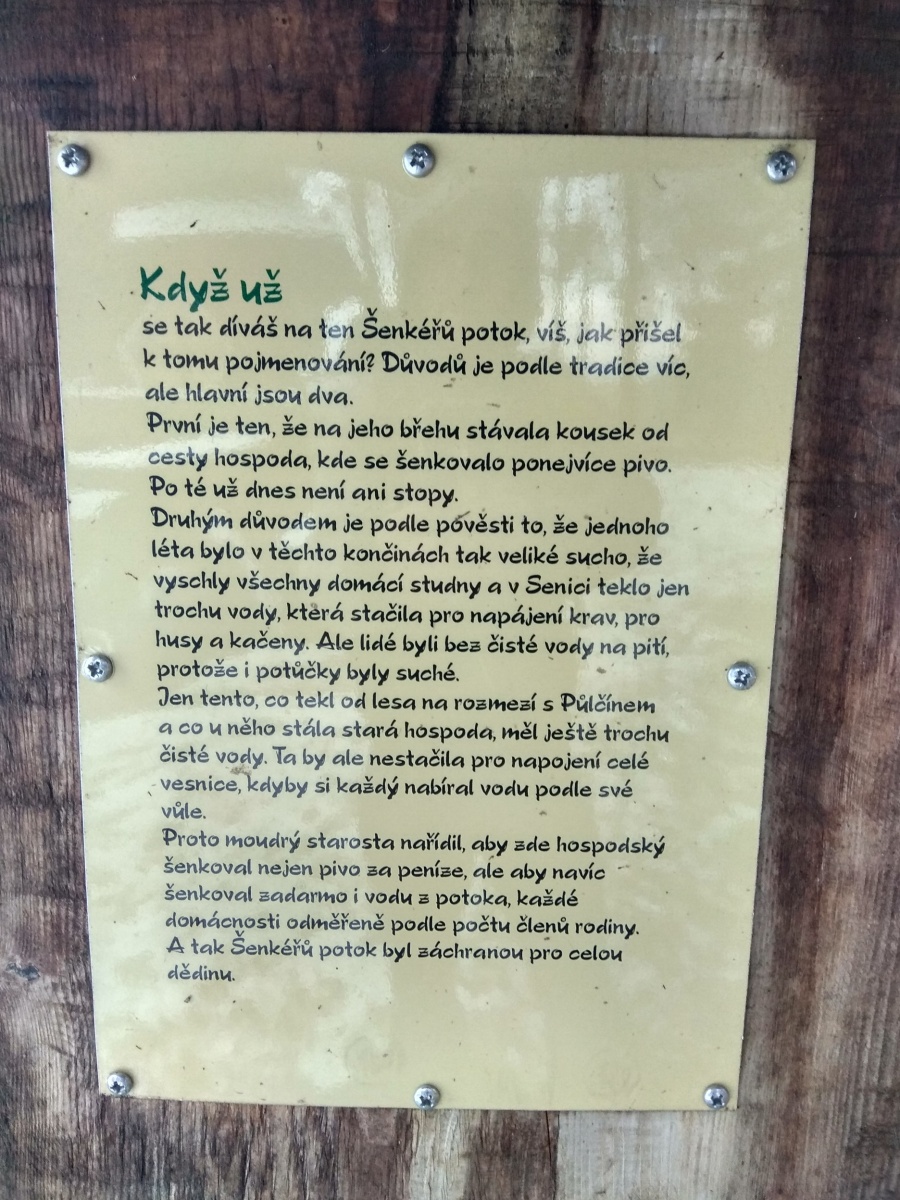 Když už
se tak díváš na ten Šenkéřů potok, víš, jak přišel
k tomu pojmenování? Důvodů je podle tradice víc,
ale hlavní jsou dva.
První je ten, že na jeho břehu stávala kousek od
cesty hospoda, kde se šenkovalo ponejvíce pivo.
Po té už dnes není ani stopy.
Druhým důvodem je podle pověsti to, že jednoho
léta bylo v těchto končinách tak veliké sucho, že
vyschly všechny domácí studny a v Senici teklo jen
trochu vody, která stačila pro napájení krav, pro
husy a kačeny. Ale lidé byli bez čisté vody na pití,
protože i potůčky byly suché.
Jen tento, co tekl od lesa na rozmezí s Půlčínem
a co u něho stála stará hospoda, měl ještě trochu
čisté vody. Ta by ale nestačila pro napojení celé
vesnice, kdyby si každý nabíral vodu podle své
vůle.
Proto moudrý starosta nařídil, aby zde hospodský
šenkoval nejen pivo za peníze, ale aby navíc
šenkoval zadarmo i vodu z potoka, každé
domácnosti odměřeně podle počtu členů rodiny.
A tak Šenkéřů potok byl záchranou pro celou
dědinu.